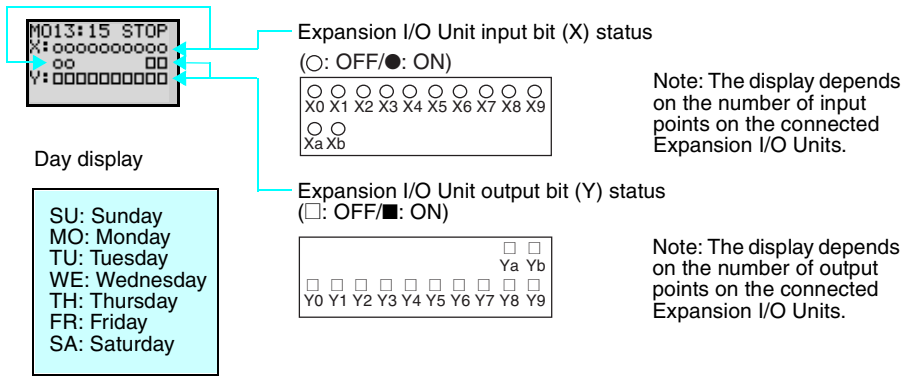 MO13:15 STOP
X:○○○○○○○○○○
○○ □□
Y:□□□□□□□□□□
Expansion I/O Unit input bit (X) status
(○: OFF/●: ON)
X0 X1 X2 X3 X4 X5 X6 X7 X8 X9
Xa Xb
Note: The display depends
on the number of input
points on the connected
Expansion I/O Units.
Day display
SU: Sunday
MO: Monday
TU: Tuesday
WE: Wednesday
TH: Thursday
FR: Friday
SA: Saturday
Expansion I/O Unit output bit (Y) status
(□: OFF/■: ON)
Ya Yb
Y0 Y1 Y2 Y3 Y4 Y5 Y6 Y7 Y8 Y9
Note: The display depends
on the number of output
points on the connected
Expansion I/O Units.